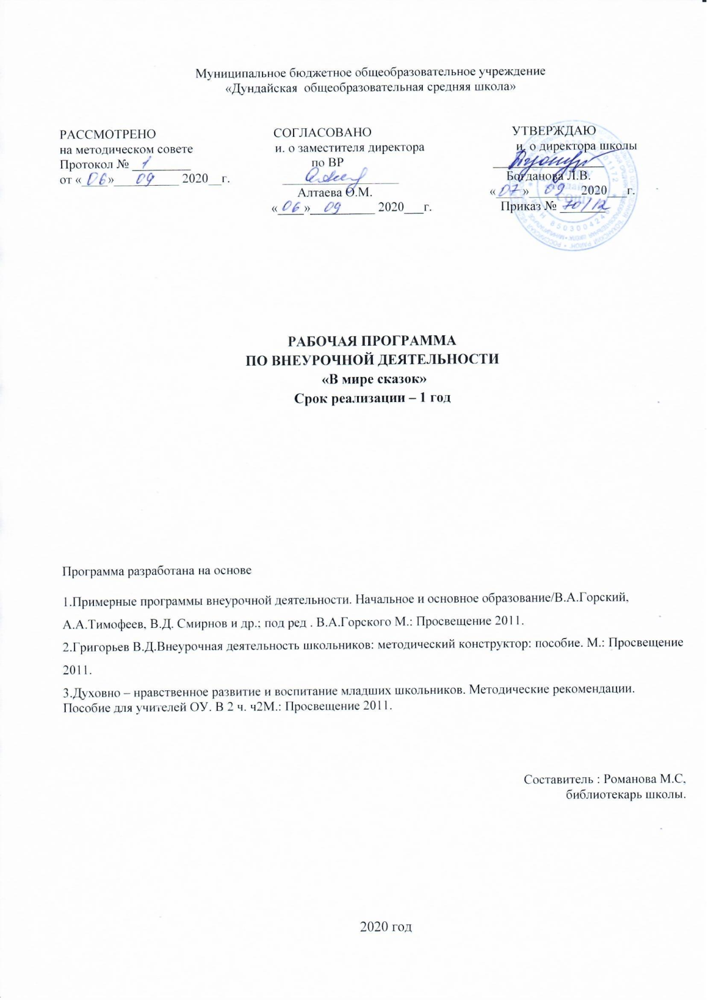 Муниципальное бюджетное общеобразовательное учреждение
«Дундайская общеобразовательная средняя школа»
РАССМОТРЕНО
на методическом совете
Протокол № 1
от «06» 09 2020__г.
СОГЛАСОВАНО
и. о заместителя директора
по ВР
Алтаева О.М.
«06» 09 2020___г.
УТВЕРЖДАЮ
и. о директора школы
Богданова Л.В.
«07» 09 2020___г.
Приказ № 70/12
РАБОЧАЯ ПРОГРАММА
ПО ВНЕУРОЧНОЙ ДЕЯТЕЛЬНОСТИ
«В мире сказок»
Срок реализации – 1 год
Программа разработана на основе
1.Примерные программы внеурочной деятельности. Начальное и основное образование/В.А.Горский,
А.А.Тимофеев, В.Д. Смирнов и др.; под ред . В.А.Горского М.: Просвещение 2011.
2.Григорьев В.Д.Внеурочная деятельность школьников: методический конструктор: пособие. М.: Просвещение
2011.
3.Духовно – нравственное развитие и воспитание младших школьников. Методические рекомендации.
Пособие для учителей ОУ. В 2 ч. ч2М.: Просвещение 2011.
Составитель : Романова М.С,
библиотекарь школы.
2020 год